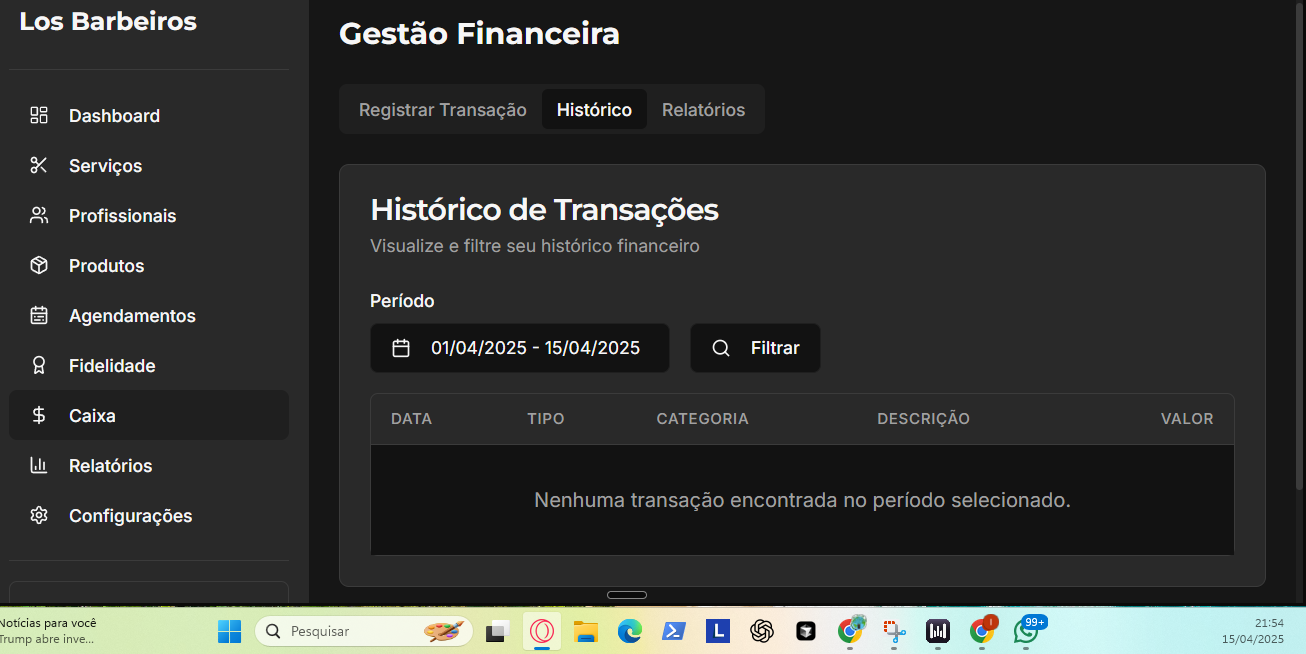 Los Barbeiros
Dashboard
Serviços
Profissionais
Produtos
Agendamentos
Fidelidade
Caixa
Relatórios
Configurações
Gestão Financeira
Registrar Transação Histórico Relatórios
Histórico de Transações
Visualize e filtre seu histórico financeiro
Período
01/04/2025 - 15/04/2025 Filtrar
DATA TIPO CATEGORIA DESCRIÇÃO VALOR
Nenhuma transação encontrada no período selecionado.
Notícias para você
Trump abre inve...
Pesquisar
L
1
99+
21:54
15/04/2025